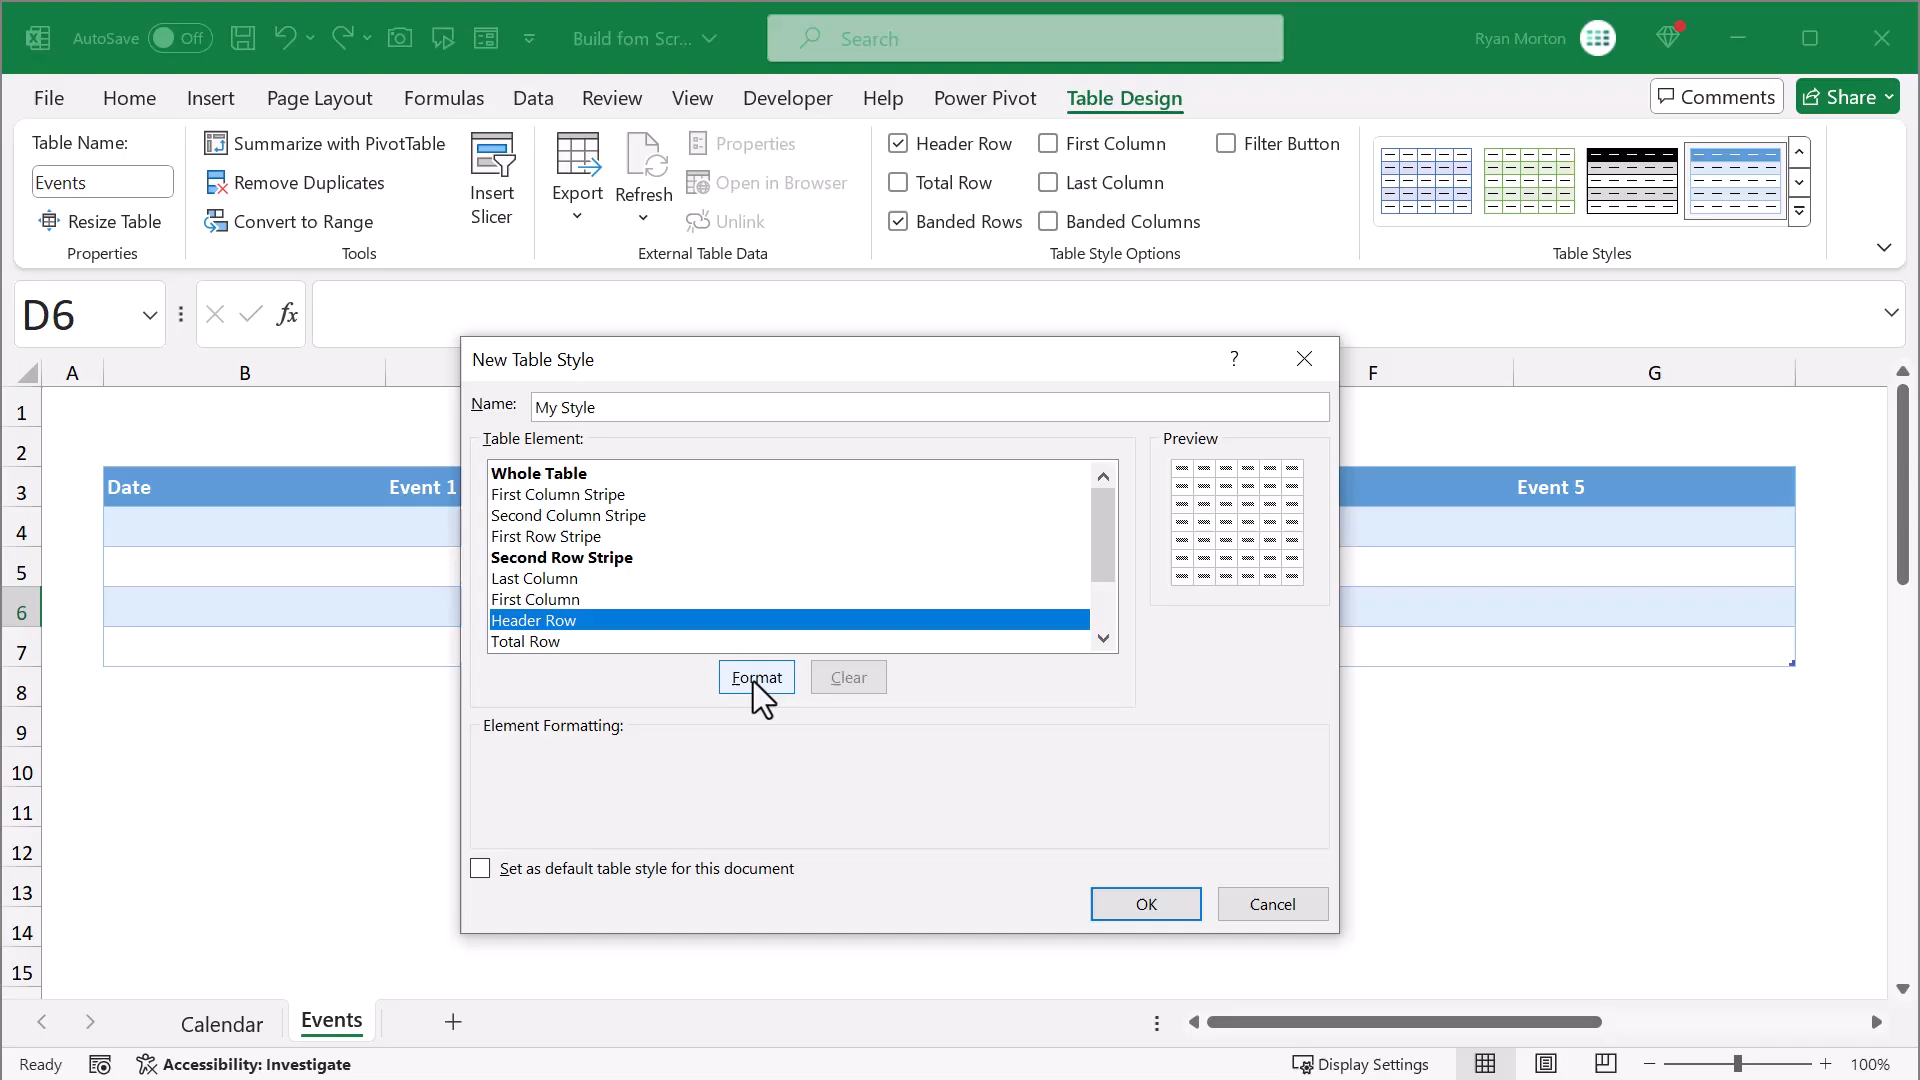 AutoSave Off Build fom Scr... Search Ryan Morton
File Home Insert Page Layout Formulas Data Review View Developer Help Power Pivot Table Design Comments Share
Table Name:
Events
Resize Table
Properties
Summarize with PivotTable
Remove Duplicates
Convert to Range
Tools
Insert
Slicer
Export
Refresh
Properties
Open in Browser
Unlink
External Table Data
Header Row First Column Filter Button
Total Row Last Column
Banded Rows Banded Columns
Table Style Options
Table Styles
D6 fx
A B F G
New Table Style ?
Name: My Style
Table Element:
Whole Table
First Column Stripe
Second Column Stripe
First Row Stripe
Second Row Stripe
Last Column
First Column
Header Row
Total Row
Format Clear
Preview
Element Formatting:
Set as default table style for this document
OK Cancel
1
2
3 Date Event 1 Event 5
4
5
6
7
8
9
10
11
12
13
14
15
Calendar Events
Ready Accessibility: Investigate Display Settings 100%